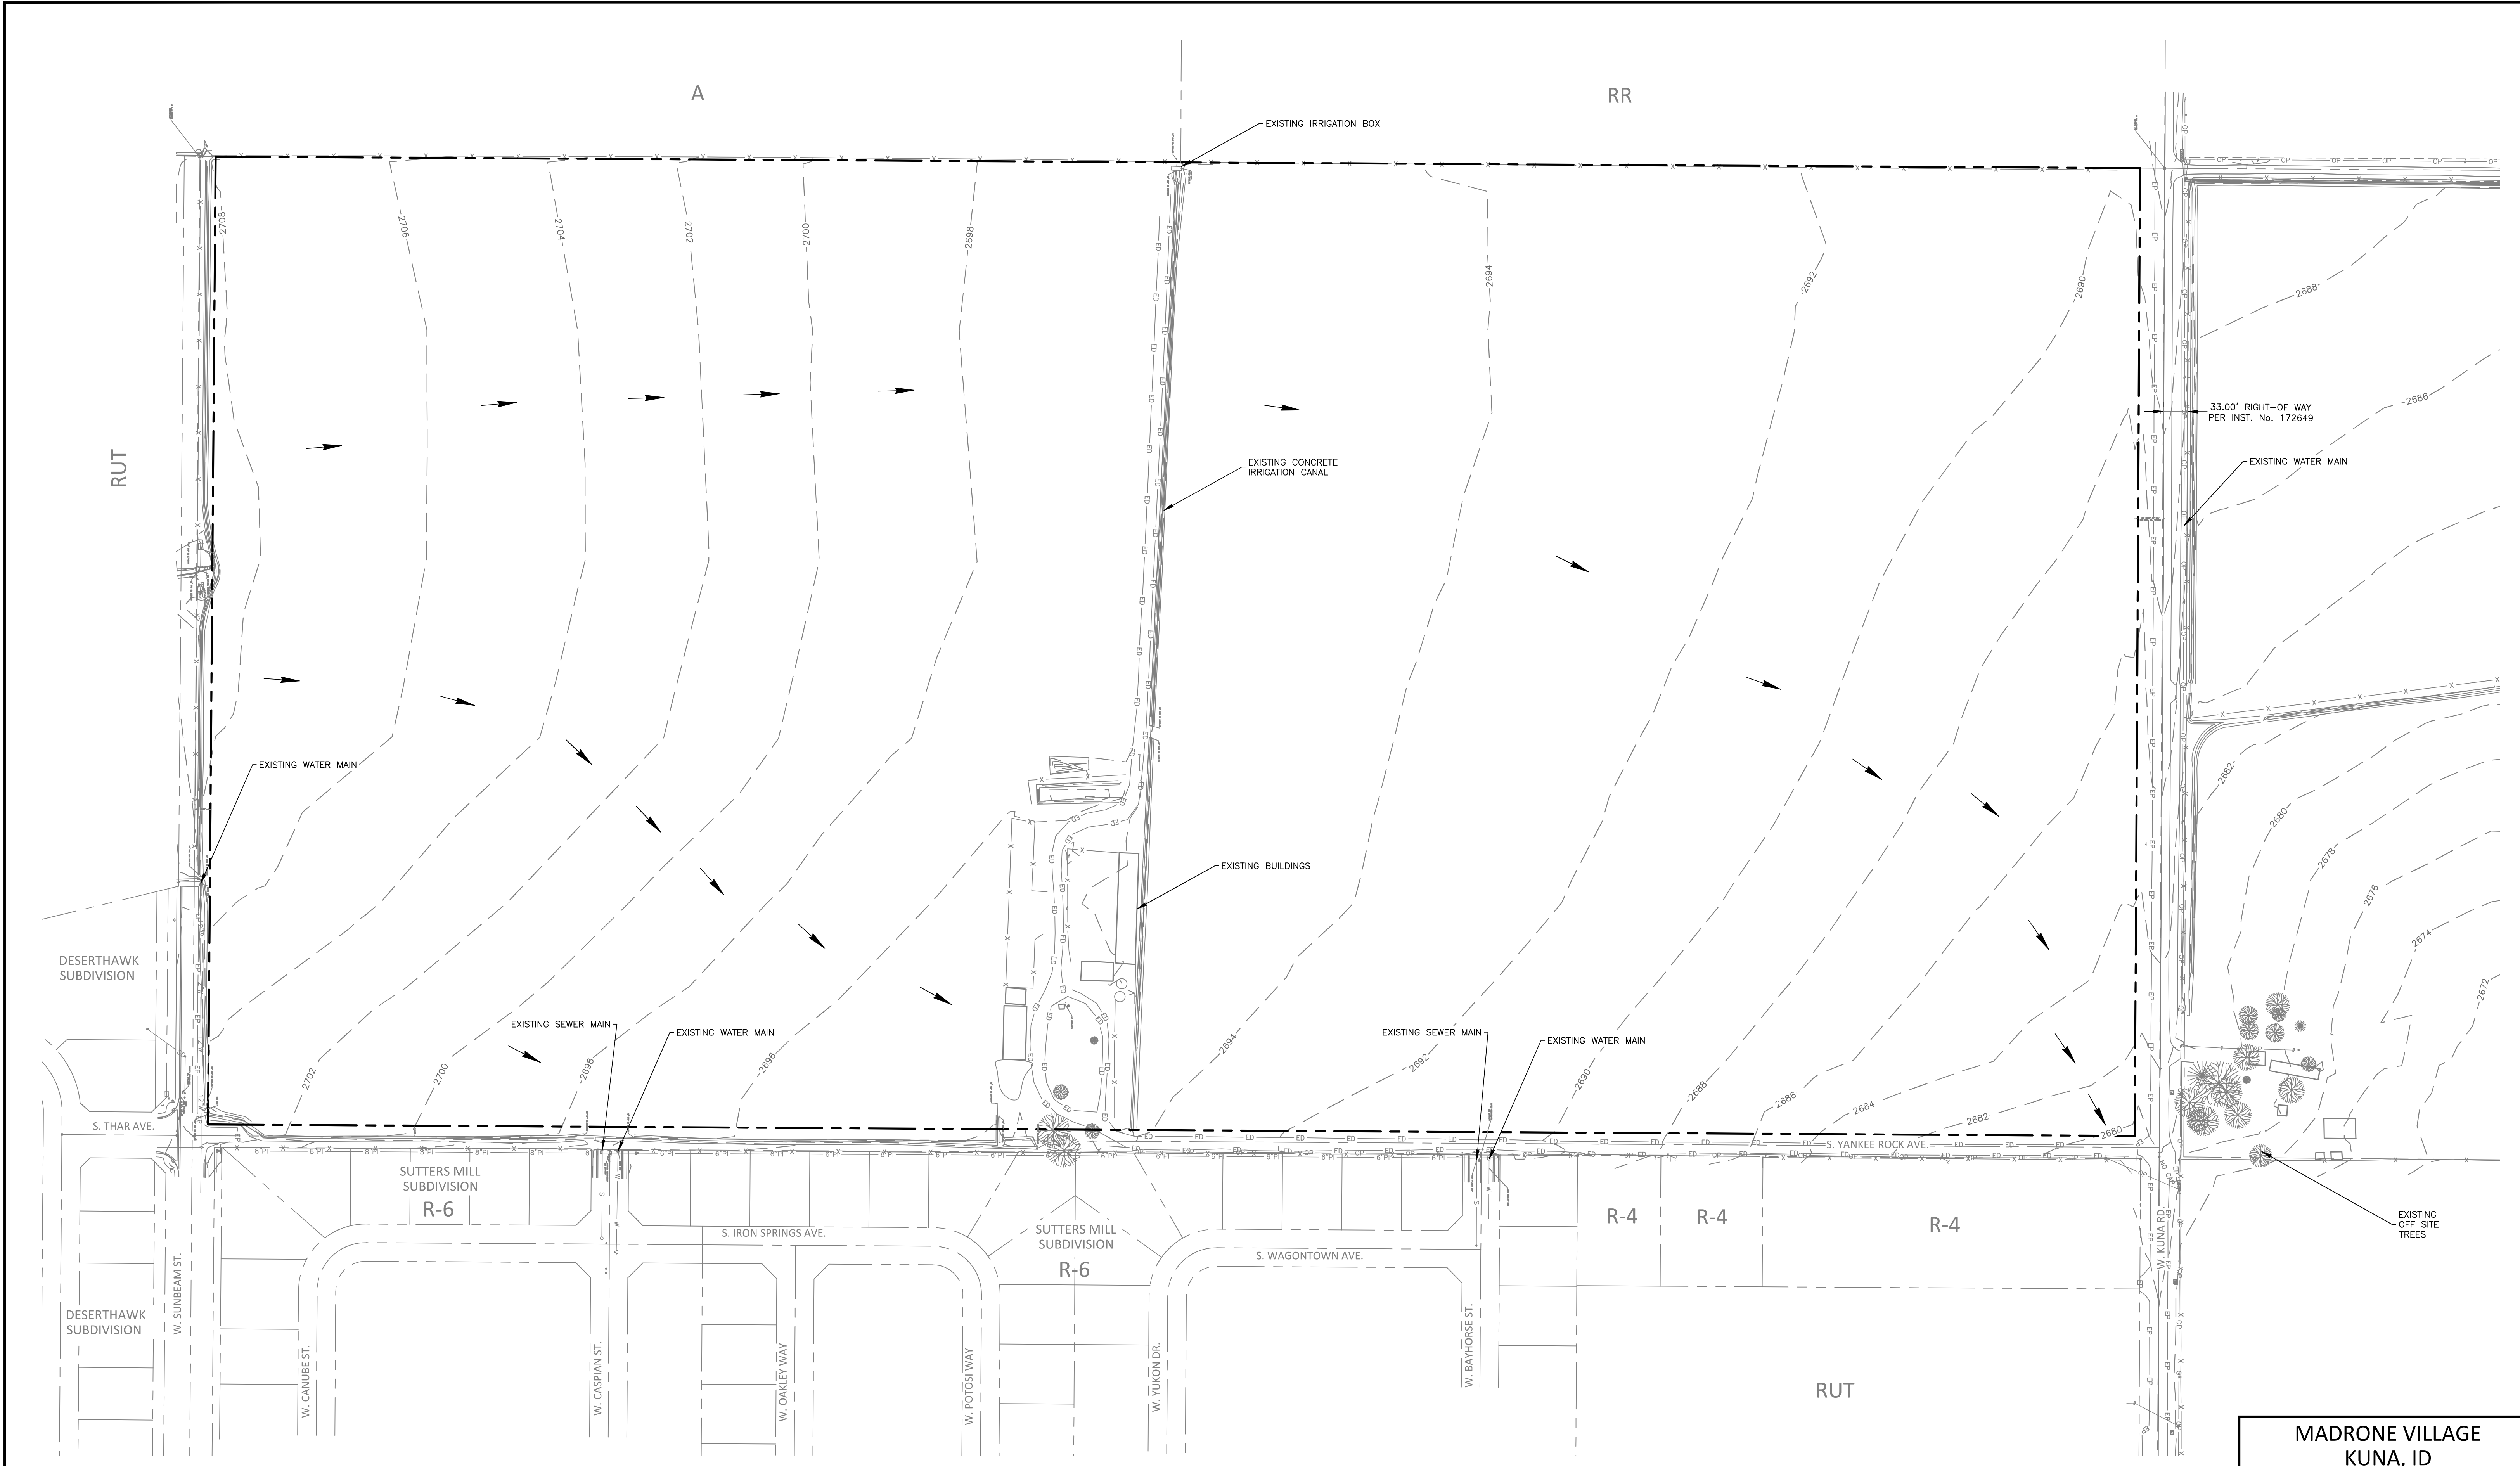 A
RR
EXISTING IRRIGATION BOX
2708
2706
2704
2702
2700
2698
2694
2692
2690
2688
2686
33.00' RIGHT-OF WAY
PER INST. No. 172649
RUT
EXISTING CONCRETE
IRRIGATION CANAL
EXISTING WATER MAIN
EXISTING WATER MAIN
2682
2680
2678
2676
2674
2672
EXISTING BUILDINGS
DESERTHAWK
SUBDIVISION
EXISTING SEWER MAIN
EXISTING WATER MAIN
EXISTING SEWER MAIN
EXISTING WATER MAIN
2702
2700
2698
2696
2694
2692
2690
2688
2686
2684
2682
2680
S. THAR AVE.
S. YANKEE ROCK AVE.
SUTTERS MILL
SUBDIVISION
R-6
S. IRON SPRINGS AVE.
SUTTERS MILL
SUBDIVISION
R-6
S. WAGONTOWN AVE.
R-4
R-4
R-4
EXISTING
OFF SITE
TREES
DESERTHAWK
SUBDIVISION
W. SUNBEAM ST.
W. CANUBE ST.
W. CASPIAN ST.
W. OAKLEY WAY
W. POTOSI WAY
W. YUKON DR.
W. BAYHORSE ST.
W. KUNA RD.
RUT
MADRONE VILLAGE
KUNA, ID